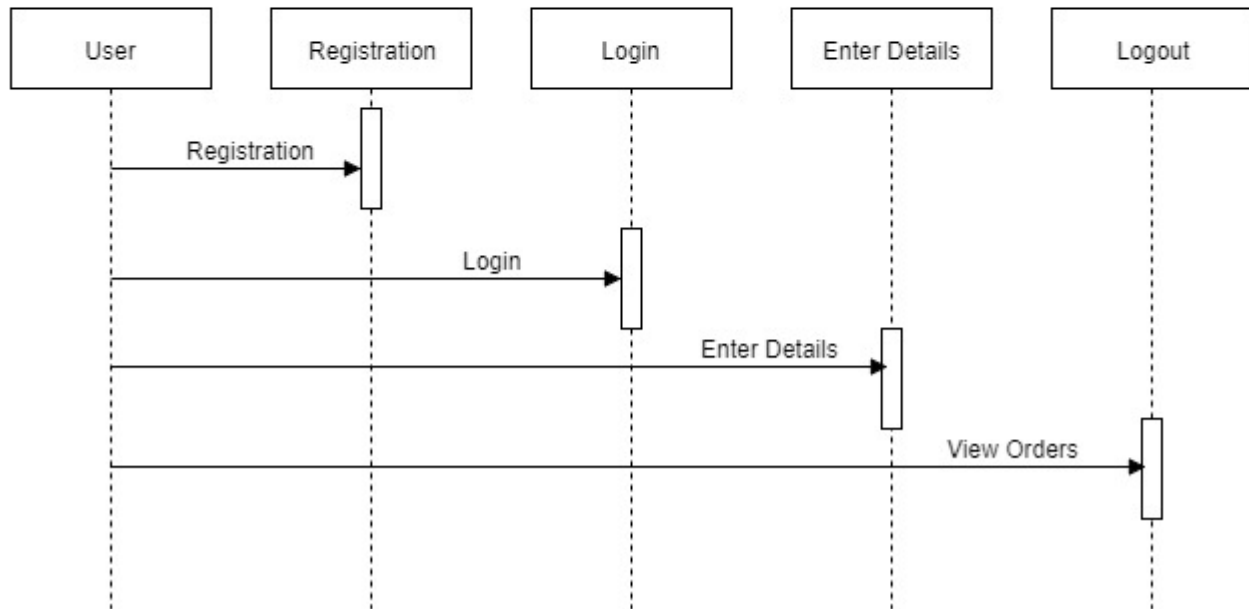 User
Registration
Login
Enter Details
Logout
Registration
Login
Enter Details
View Orders